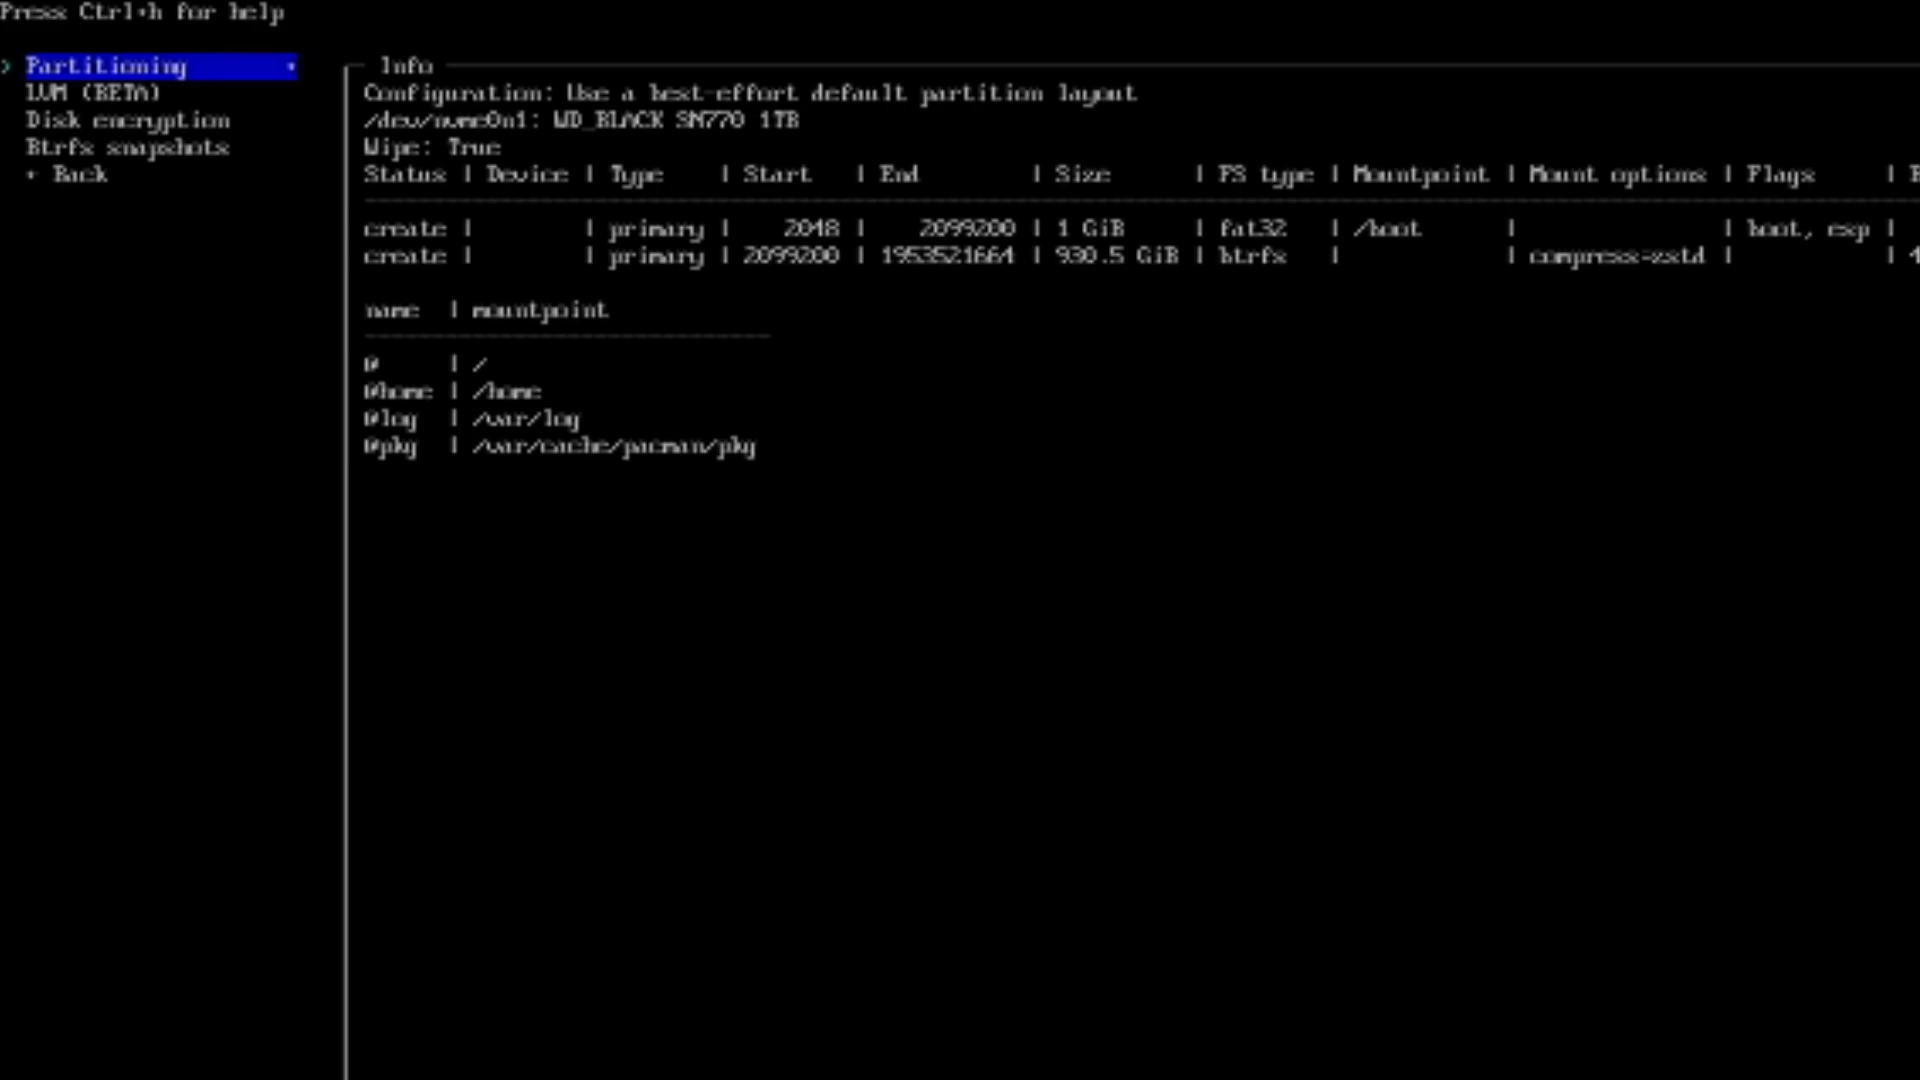 Press Ctrl+h for help
> Partitioning +
LVM (BETA)
Disk encryption
Btrfs snapshots
← Back
Info
Configuration: Use a best-effort default partition layout
/dev/nvme0n1: WD_BLACK SN770 1TB
Wipe: True
Status | Device | Type | Start | End | Size | FS type | Mountpoint | Mount options | Flags |
create | | primary | 2048 | 2099200 | 1 GiB | fat32 | /boot | | boot, esp |
create | | primary | 2099200 | 1953521664 | 930.5 GiB | btrfs | | compress=zstd | |
name | mountpoint
@ | /
@home | /home
@log | /var/log
@pkg | /var/cache/pacman/pkg